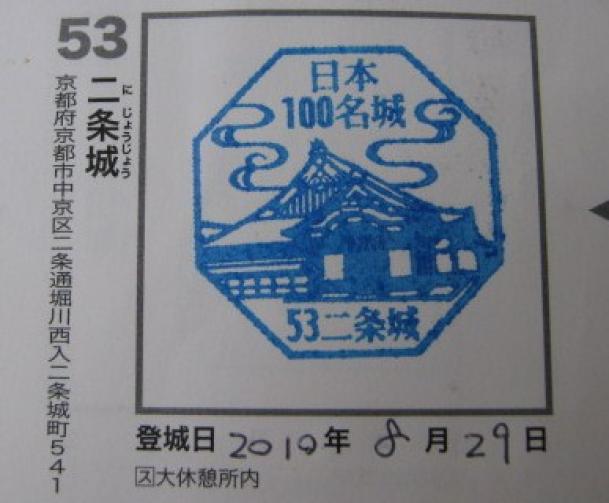 53
二条城
にじょうじょう
京都府京都市中京区二条通堀川西入二条城町541
日本
100名城
53二条城
登城日 2010年 8月 29日
ス大休憩所内